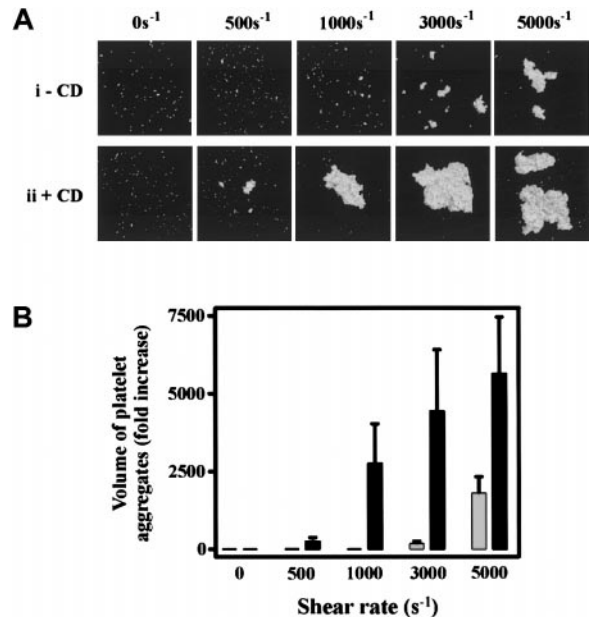 A
0s⁻¹ 500s⁻¹ 1000s⁻¹ 3000s⁻¹ 5000s⁻¹
i - CD
ii + CD
B
Volume of platelet
aggregates (fold increase)
7500
5000
2500
0
0 500 1000 3000 5000
Shear rate (s⁻¹)